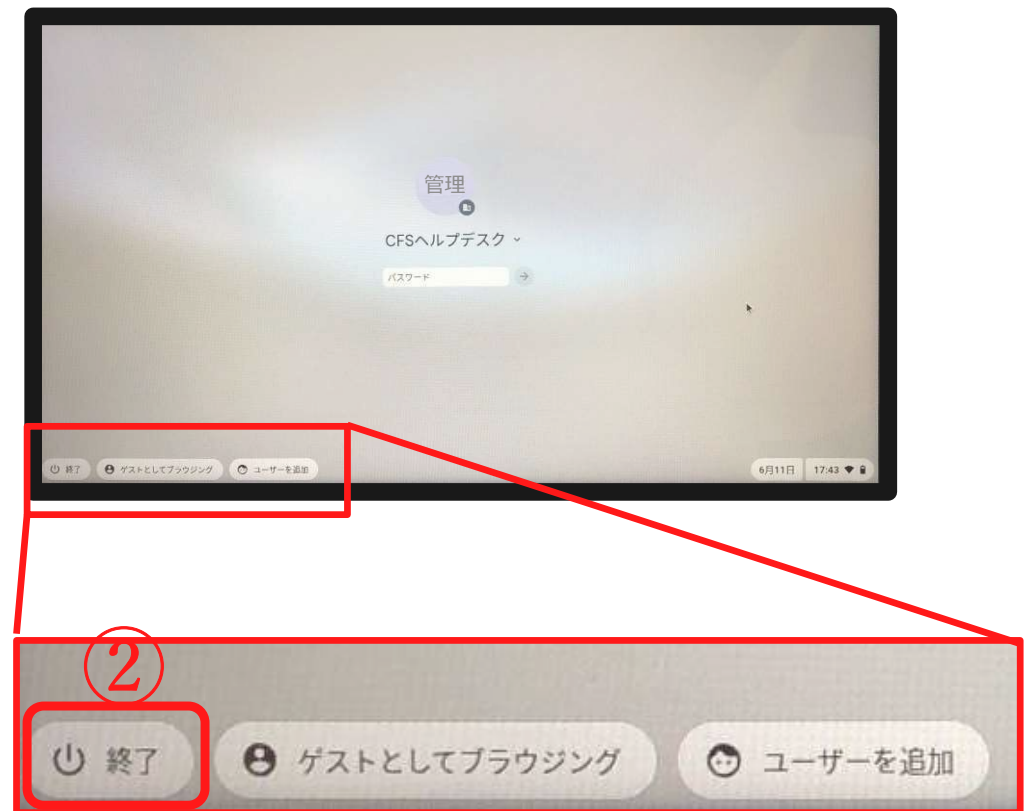 管理
CFSヘルプデスク
パスワード
終了 ゲストとしてブラウジング ユーザーを追加
6月11日 17:43
②
終了 ゲストとしてブラウジング ユーザーを追加